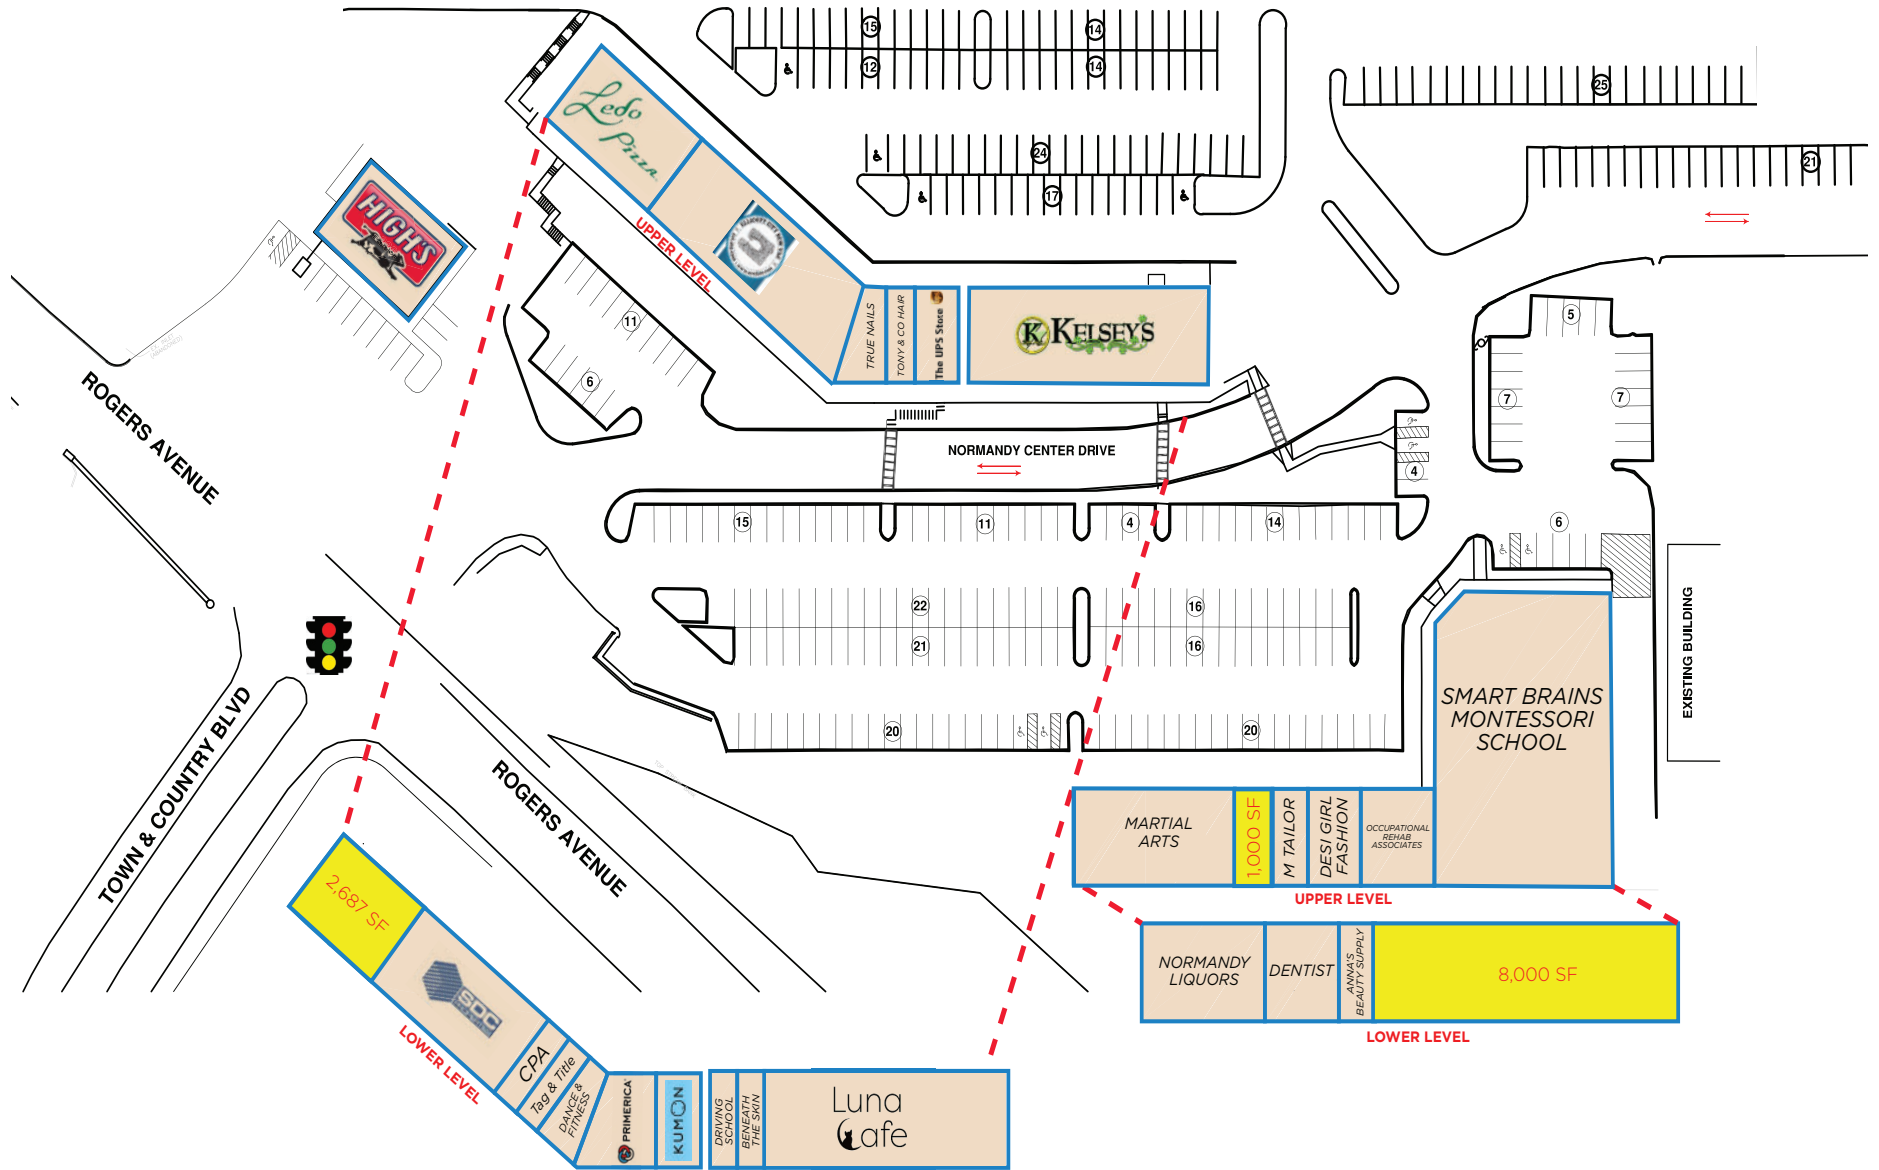 15
14
12
14
25
24
21
17
Ledo
Pizza
HIGH'S
UPPER LEVEL
TRUE NAILS
TONY & CO HAIR
The UPS Store
KELSEY'S
11
6
5
7
7
4
6
ROGERS AVENUE
NORMANDY CENTER DRIVE
15
11
4
14
22
16
21
16
20
20
EXISTING BUILDING
SMART BRAINS
MONTESSORI
SCHOOL
TOWN & COUNTRY BLVD
ROGERS AVENUE
MARTIAL
ARTS
1,000 SF
M TAILOR
DESI GIRL
FASHION
OCCUPATIONAL
REHAB
ASSOCIATES
UPPER LEVEL
NORMANDY
LIQUORS
DENTIST
ANNA'S
BEAUTY SUPPLY
8,000 SF
LOWER LEVEL
2,687 SF
SDC
CPA
Tag & Title
DANCE &
FITNESS
LOWER LEVEL
PRIMERICA
KUMON
DRIVING
SCHOOL
BENEATH
THE SKIN
Luna
Cafe